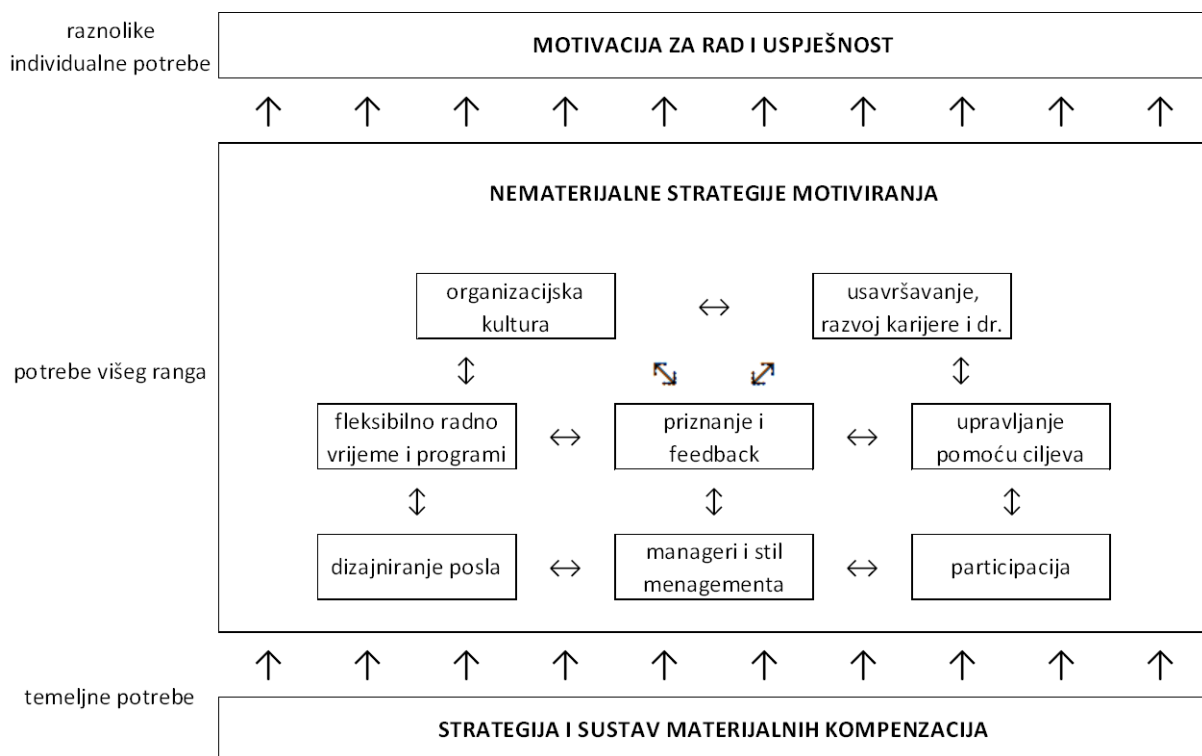 raznolike
individualne potrebe
MOTIVACIJA ZA RAD I USPJEŠNOST
NEMATERIJALNE STRATEGIJE MOTIVIRANJA
organizacijska
kultura
usavršavanje,
razvoj karijere i dr.
potrebe višeg ranga
fleksibilno radno
vrijeme i programi
priznanje i
feedback
upravljanje
pomoću ciljeva
dizajniranje posla
manageri i stil
menagementa
participacija
temeljne potrebe
STRATEGIJA I SUSTAV MATERIJALNIH KOMPENZACIJA